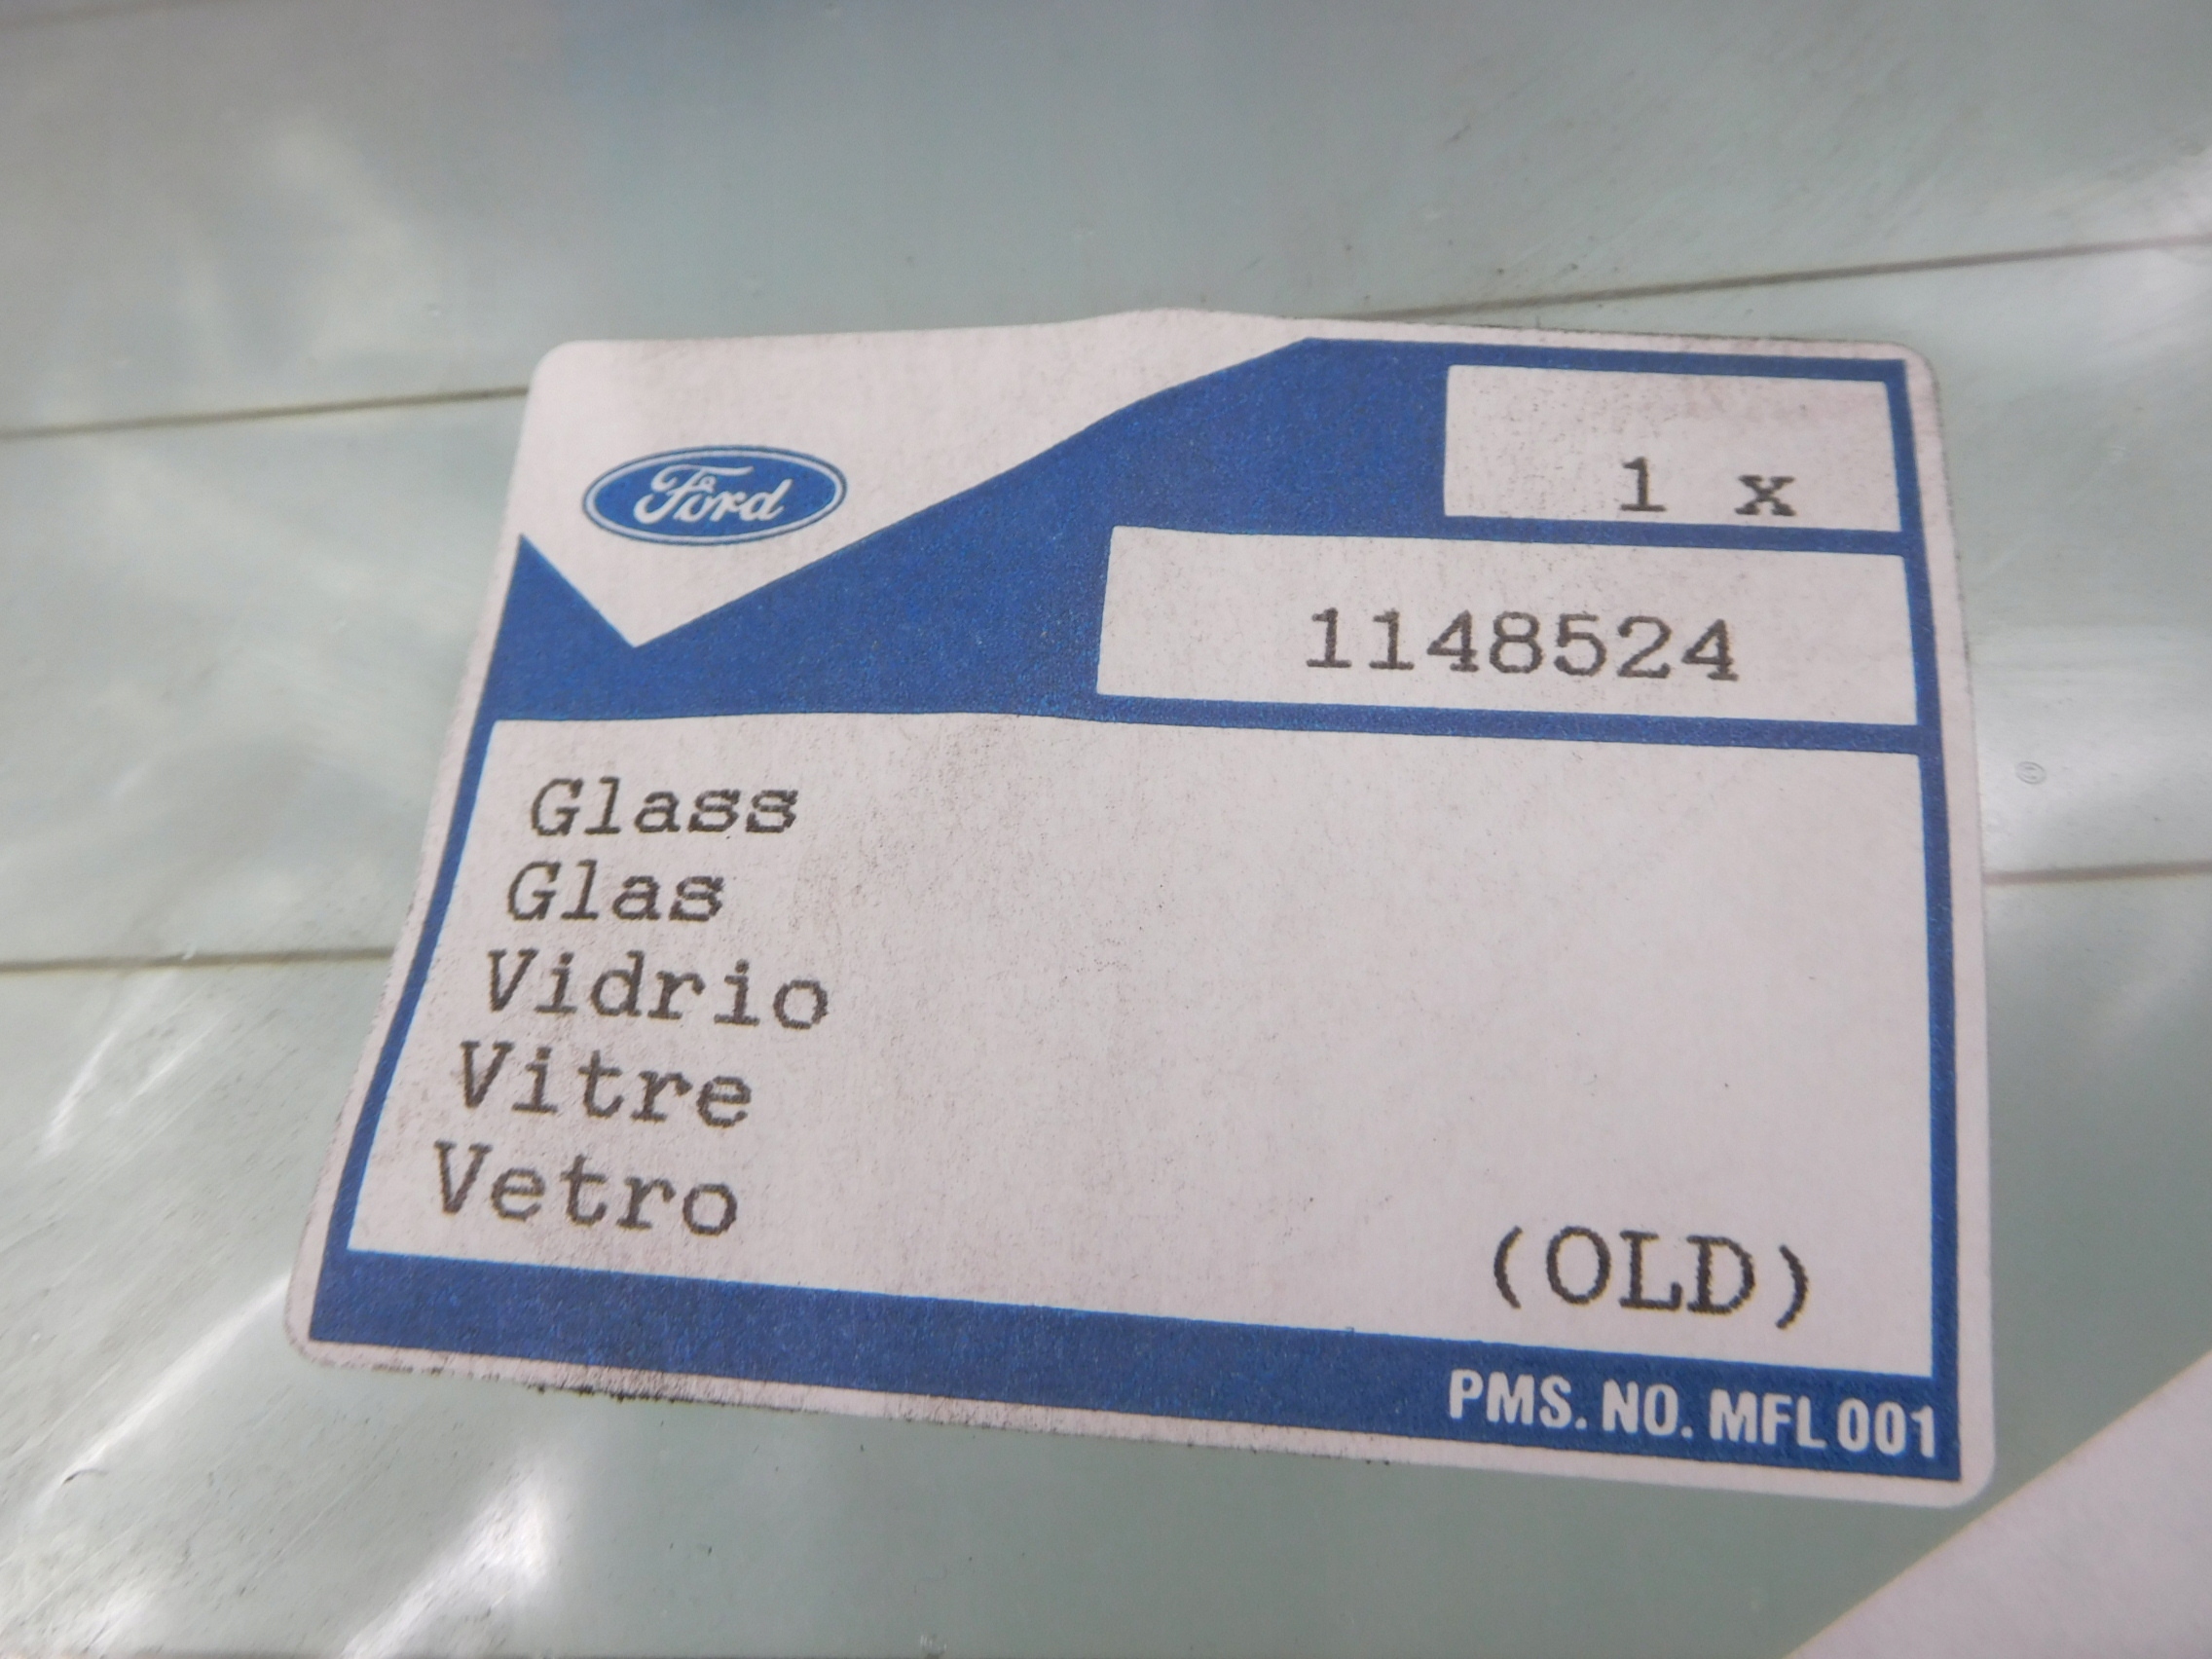 Ford
1 x
1148524
Glass
Glas
Vidrio
Vitre
Vetro
(OLD)
PMS. NO. MFL 001